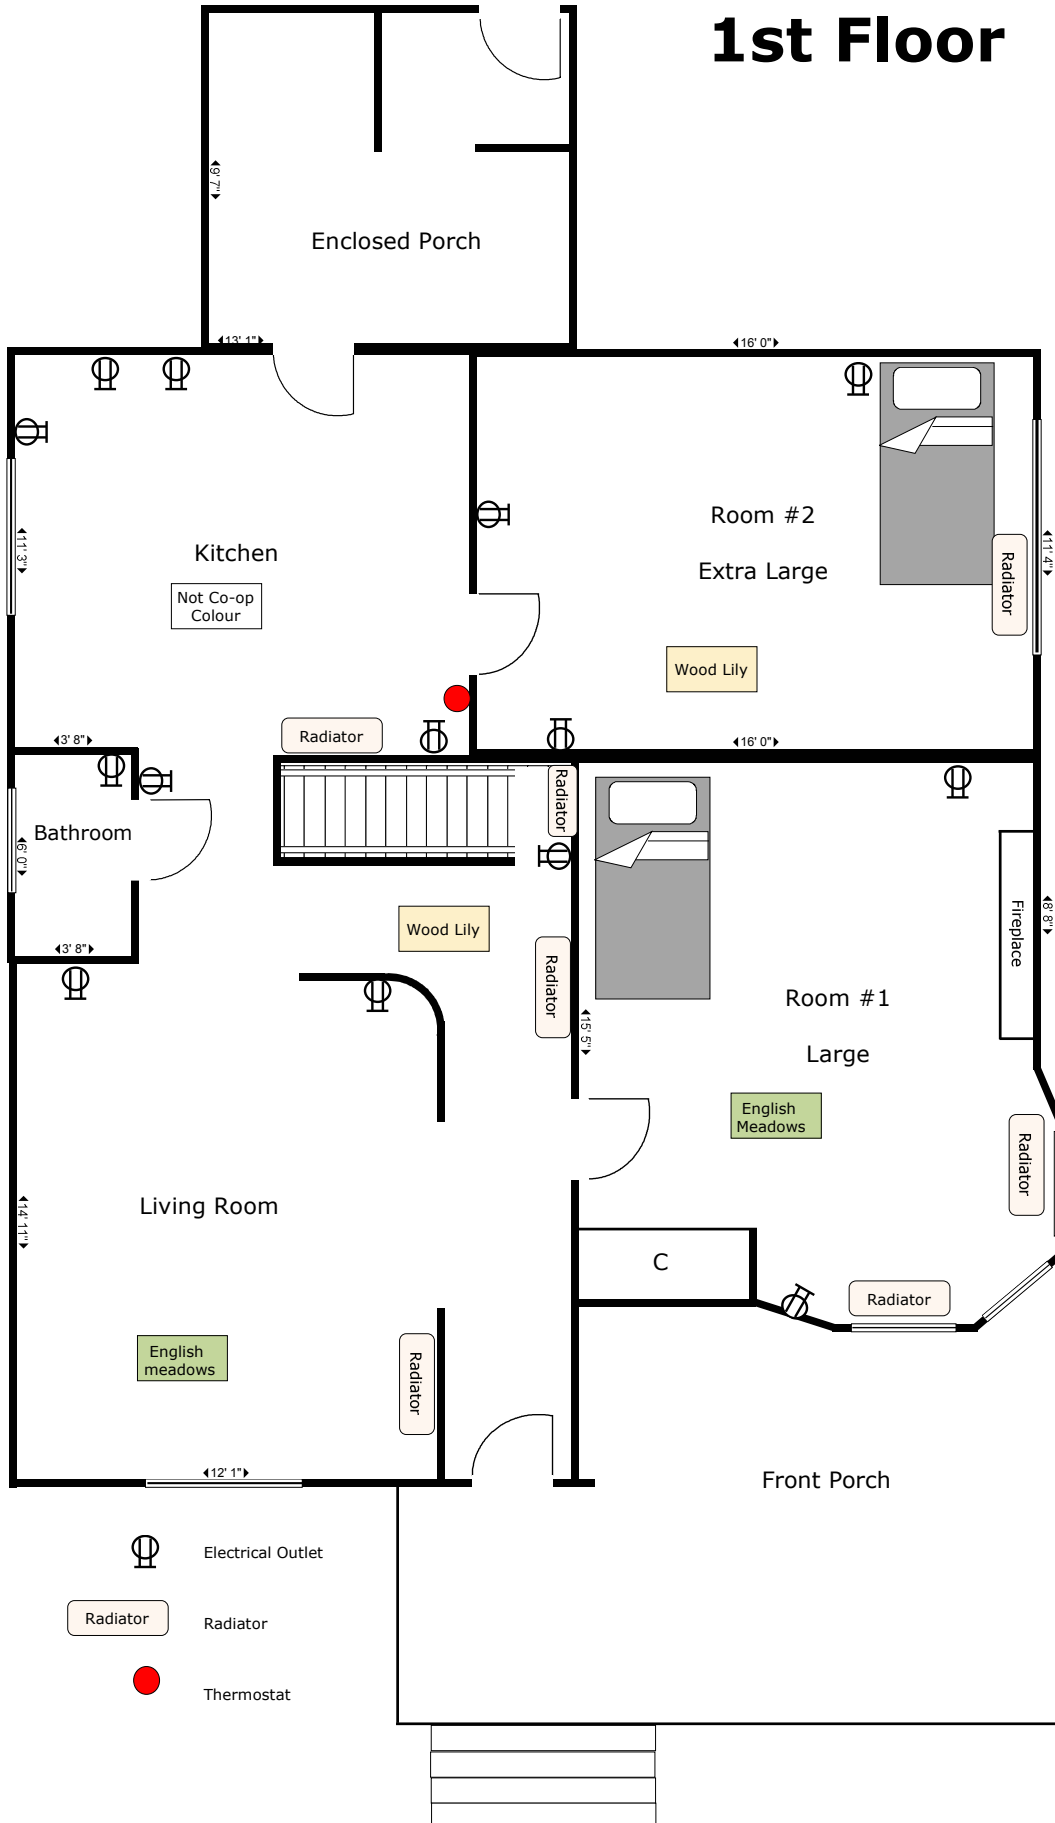 1st Floor
9' 7"
Enclosed Porch
13' 1"
16' 0"
Room #2
Extra Large
11' 3"
Kitchen
Not Co-op
Colour
Radiator
11' 4"
Wood Lily
Radiator
3' 8"
16' 0"
Radiator
Bathroom
6' 0"
Fireplace
8' 8"
Wood Lily
3' 8"
Radiator
15' 5"
Room #1
Large
English
Meadows
Radiator
14' 11"
Living Room
C
Radiator
English
meadows
Radiator
12' 1"
Front Porch
Electrical Outlet
Radiator
Radiator
Thermostat